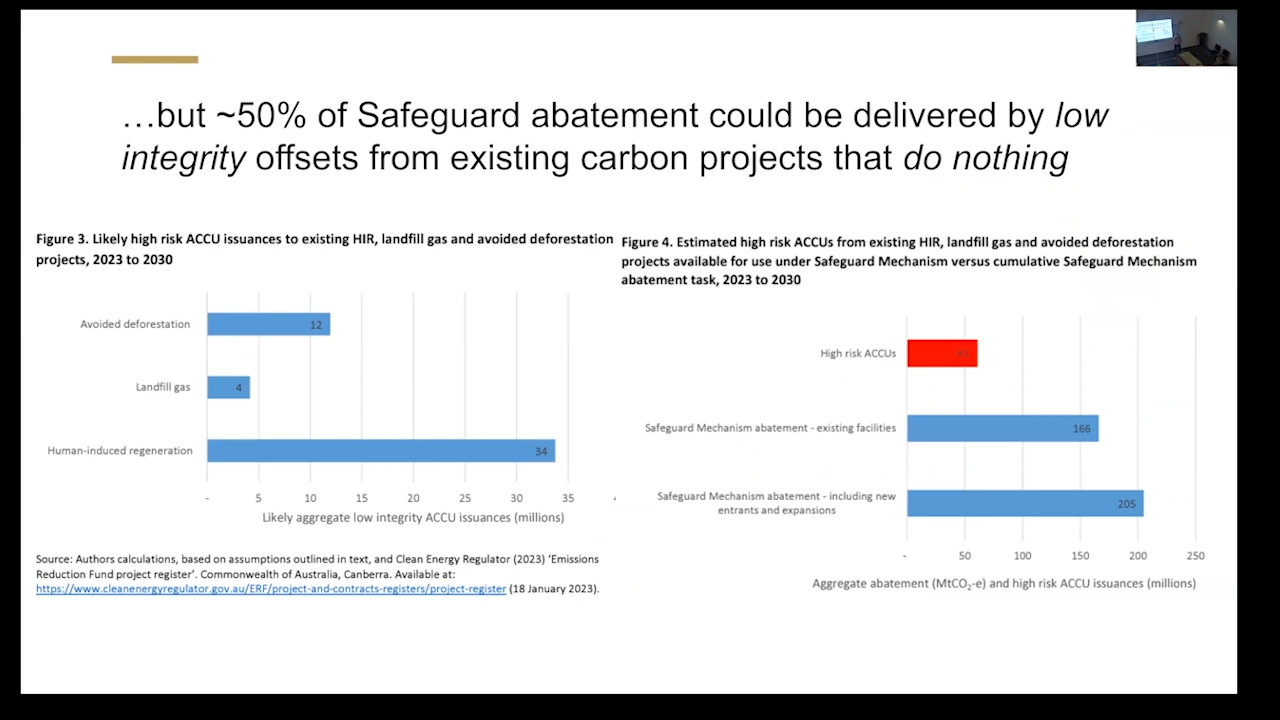 …but ~50% of Safeguard abatement could be delivered by low
integrity offsets from existing carbon projects that do nothing
Figure 3. Likely high risk ACCU issuances to existing HIR, landfill gas and avoided deforestation
projects, 2023 to 2030
Avoided deforestation
12
Landfill gas
4
Human-induced regeneration
34
- 5 10 15 20 25 30 35
Likely aggregate low integrity ACCU issuances (millions)
Source: Authors calculations, based on assumptions outlined in text, and Clean Energy Regulator (2023) ‘Emissions
Reduction Fund project register’. Commonwealth of Australia, Canberra. Available at:
https://www.cleanenergyregulator.gov.au/ERF/project-and-contracts-registers/project-register (18 January 2023).
Figure 4. Estimated high risk ACCUs from existing HIR, landfill gas and avoided deforestation
projects available for use under Safeguard Mechanism versus cumulative Safeguard Mechanism
abatement task, 2023 to 2030
High risk ACCUs
Safeguard Mechanism abatement - existing facilities
166
Safeguard Mechanism abatement - including new
entrants and expansions
205
- 50 100 150 200 250
Aggregate abatement (MtCO₂-e) and high risk ACCU issuances (millions)